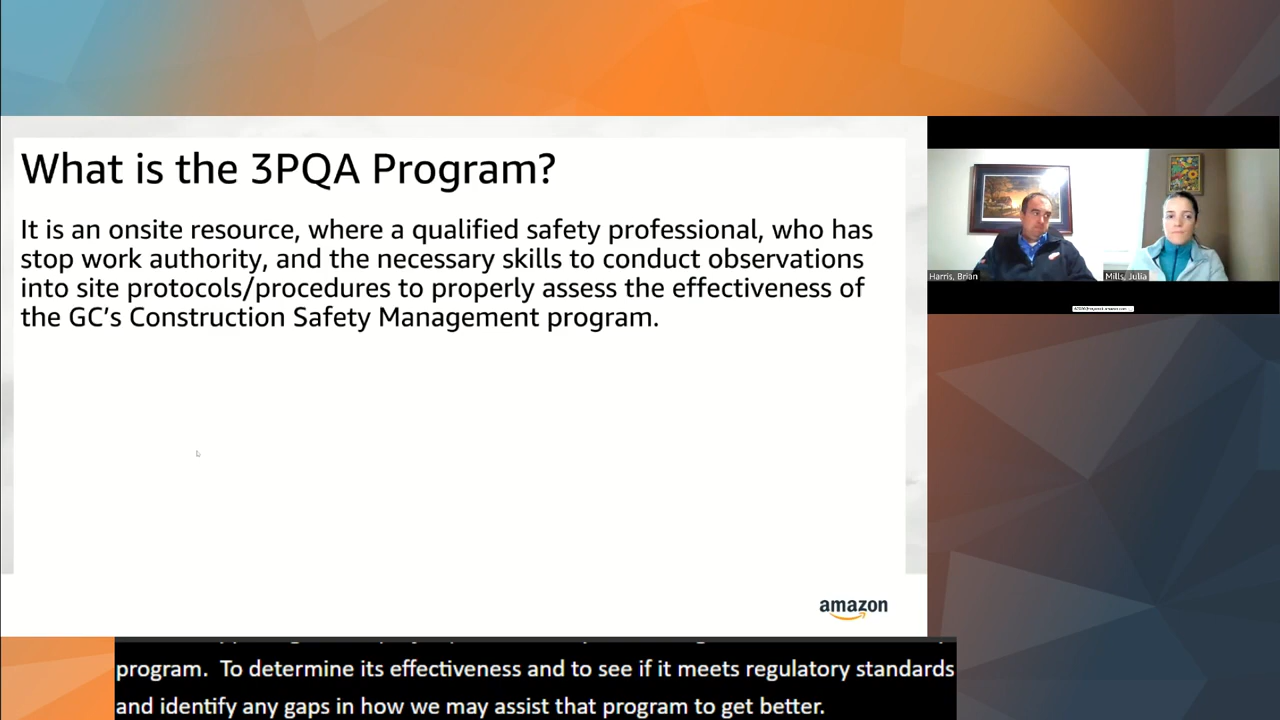 What is the 3PQA Program?
It is an onsite resource, where a qualified safety professional, who has
stop work authority, and the necessary skills to conduct observations
into site protocols/procedures to properly assess the effectiveness of
the GC's Construction Safety Management program.
Harris, Brian
Mills, Julia
amazon
program.  To determine its effectiveness and to see if it meets regulatory standards
and identify any gaps in how we may assist that program to get better.